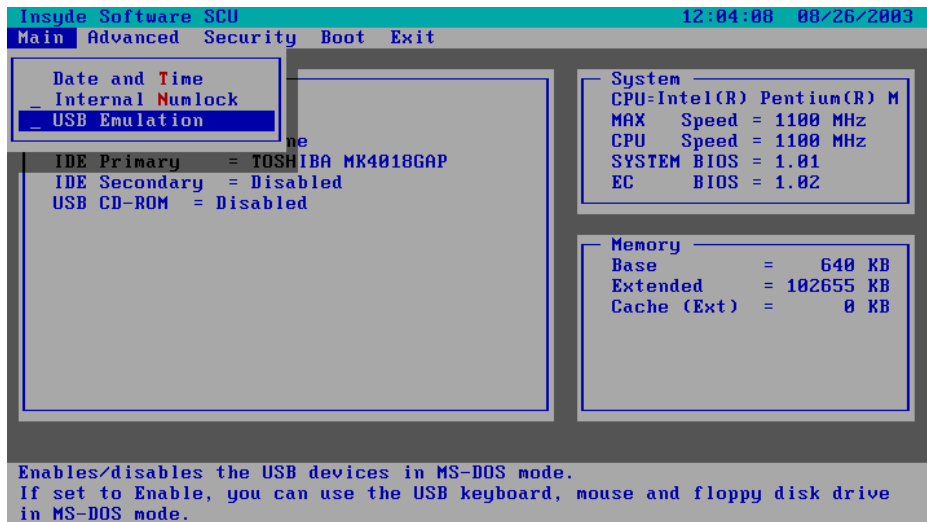 Insyde Software SCU 12:04:08 08/26/2003
Main Advanced Security Boot Exit
Date and Time
_ Internal Numlock
_ USB Emulation
ne
IDE Primary = TOSHIBA MK4018GAP
IDE Secondary = Disabled
USB CD-ROM = Disabled
System
CPU=Intel(R) Pentium(R) M
MAX Speed = 1100 MHz
CPU Speed = 1100 MHz
SYSTEM BIOS = 1.01
EC BIOS = 1.02
Memory
Base = 640 KB
Extended = 102655 KB
Cache (Ext) = 0 KB
Enables/disables the USB devices in MS-DOS mode.
If set to Enable, you can use the USB keyboard, mouse and floppy disk drive
in MS-DOS mode.